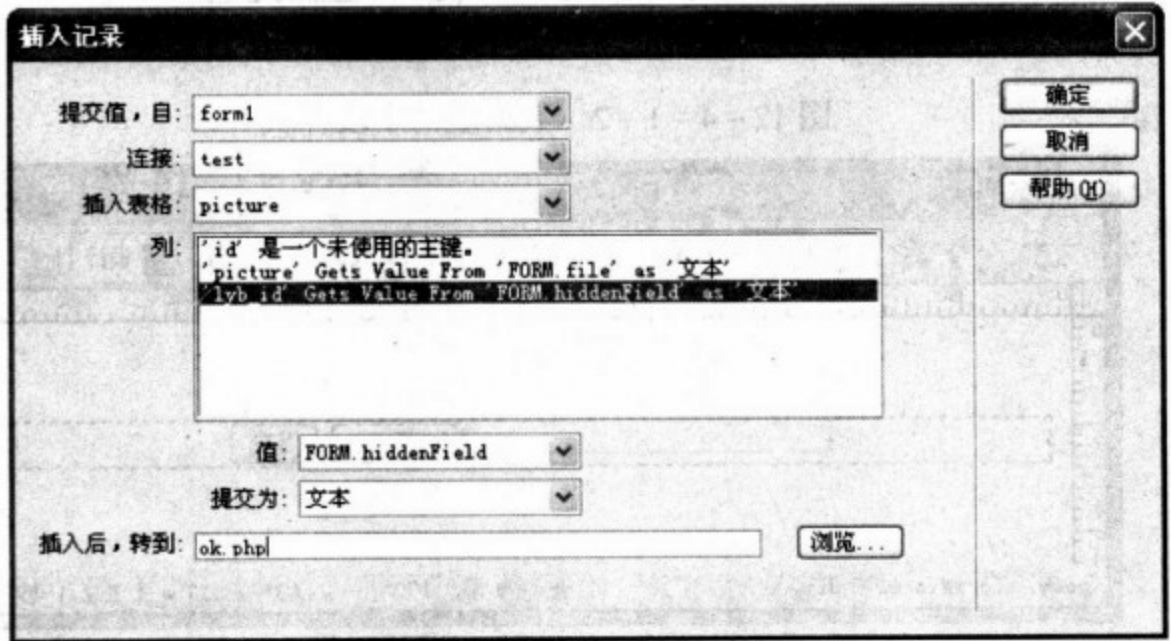 插入记录
提交值，自: form1
确定
连接: test
取消
插入表格: picture
帮助(H)
列: 'id' 是一个未使用的主键。
'picture' Gets Value From 'FORM.file' as '文本'
'lyb_id' Gets Value From 'FORM.hiddenField' as '文本'
值: FORM.hiddenField
提交为: 文本
插入后，转到: ok.php
浏览...